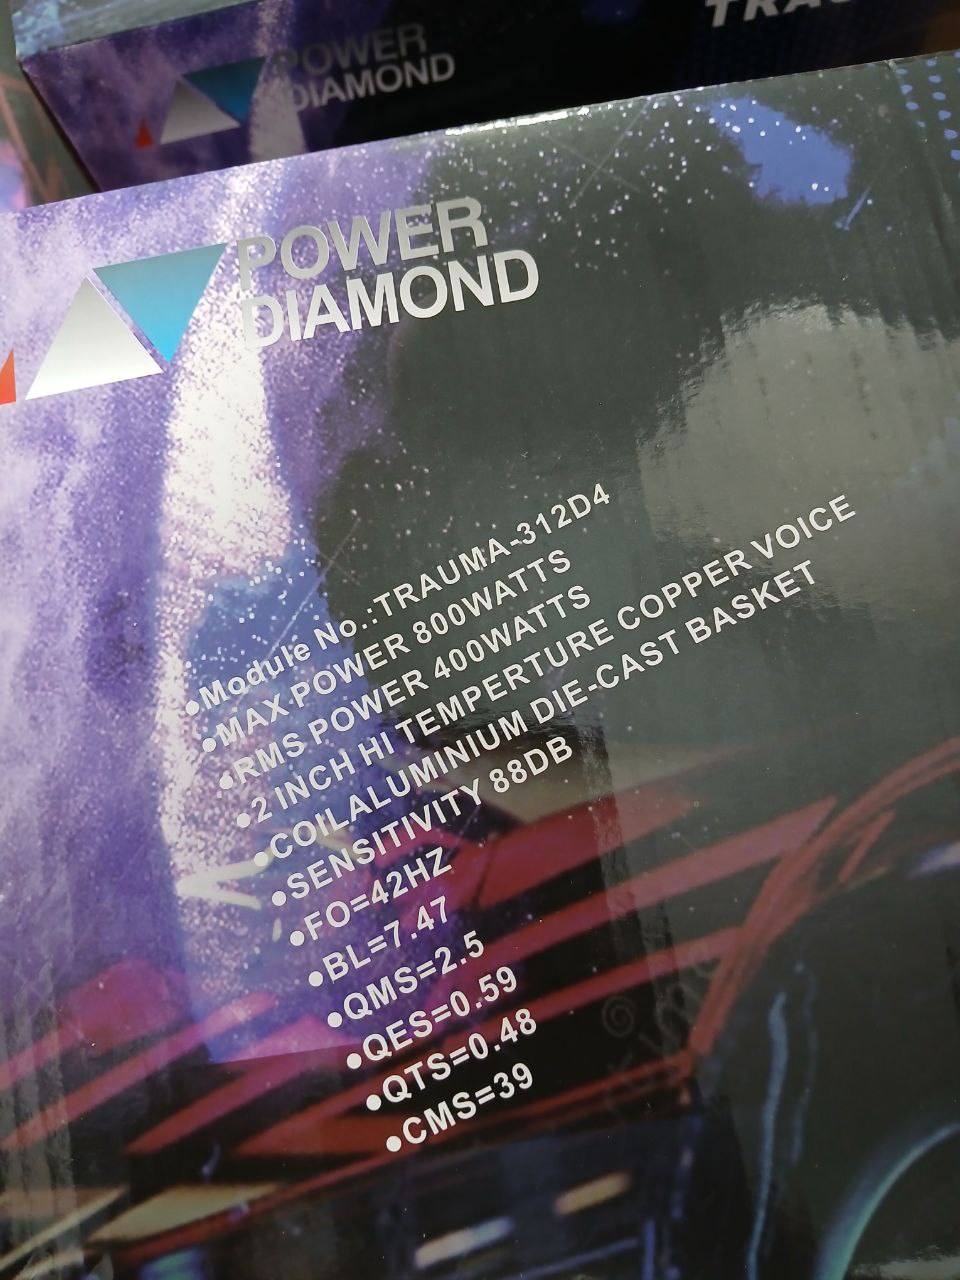 POWER
DIAMOND
POWER
DIAMOND
●Module No.:TRAUMA-312D4
●MAX POWER 800WATTS
●RMS POWER 400WATTS
●2 INCH HI TEMPERTURE COPPER VOICE
●COILALUMINIUM DIE-CAST BASKET
●SENSITIVITY 88DB
●FO=42HZ
●BL=7.47
●QMS=2.5
●QES=0.59
●QTS=0.48
●CMS=39